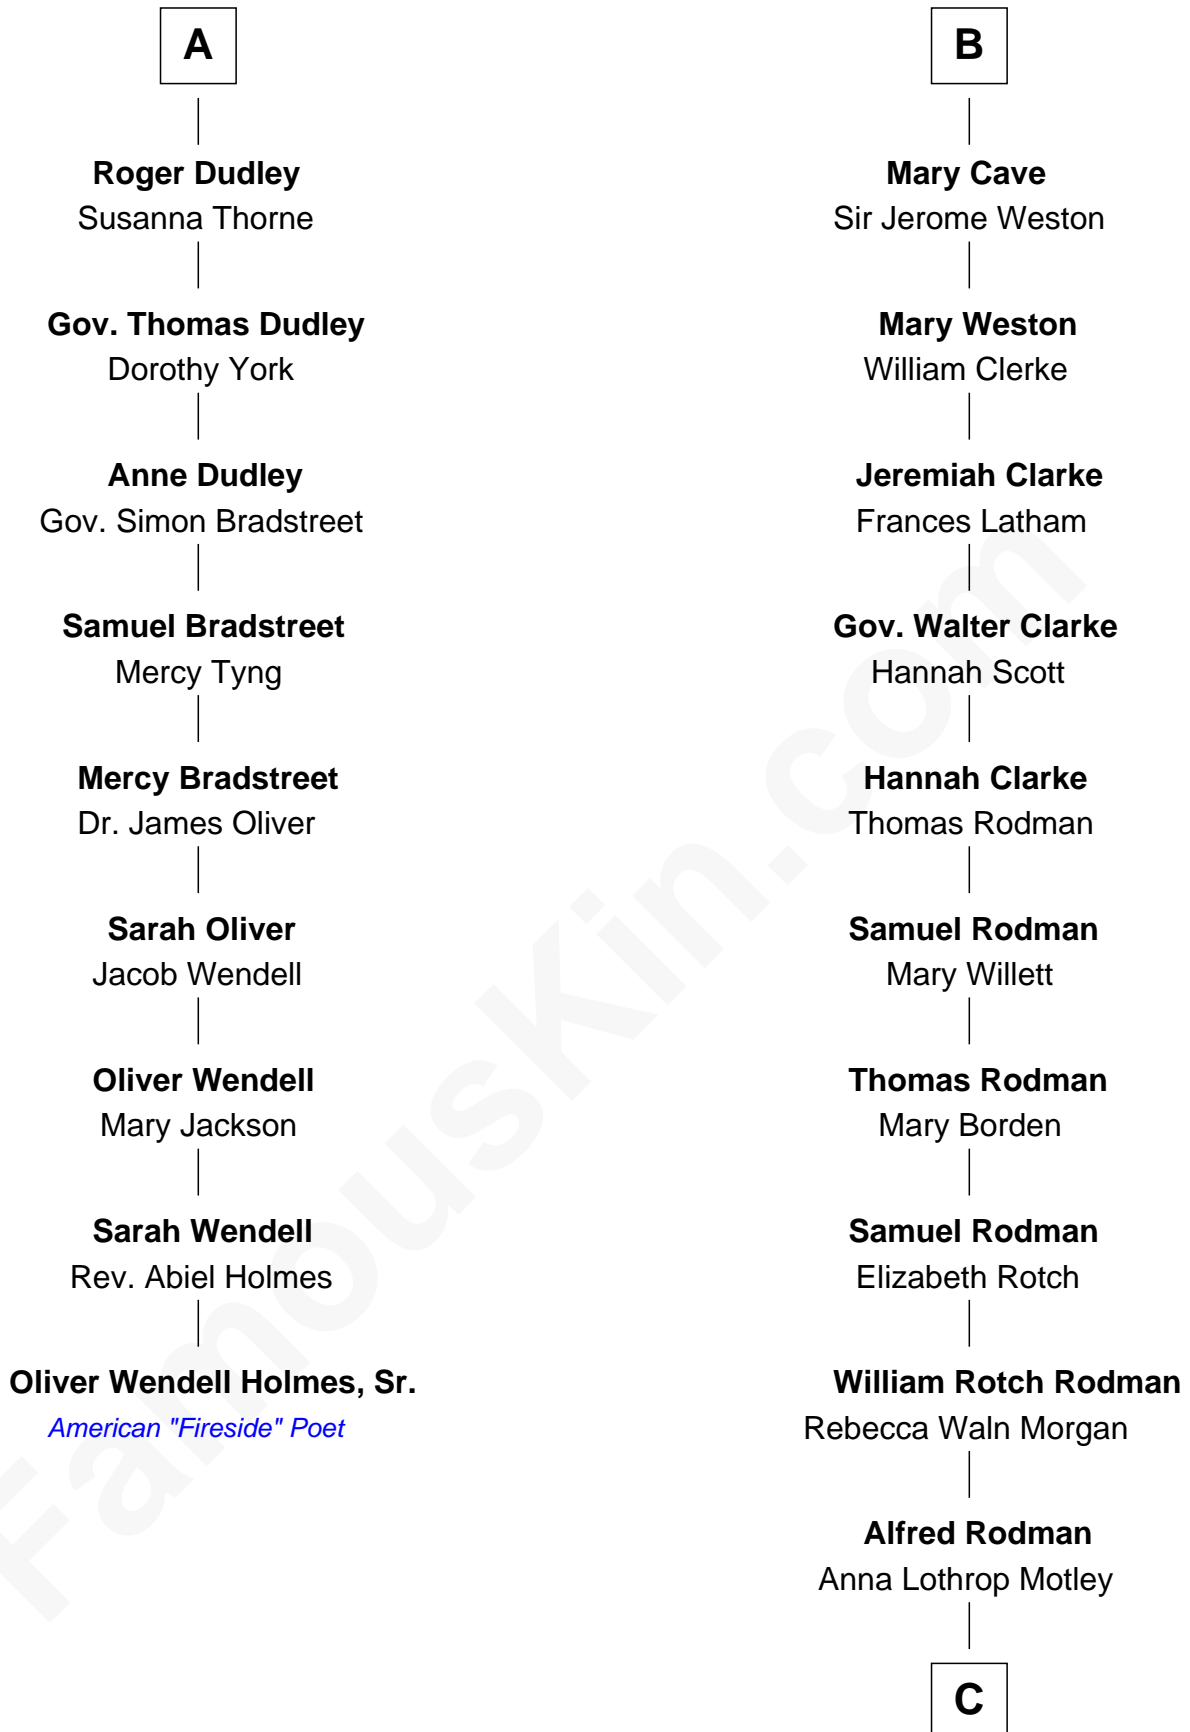 A
Roger Dudley
Susanna Thorne
Gov. Thomas Dudley
Dorothy York
Anne Dudley
Gov. Simon Bradstreet
Samuel Bradstreet
Mercy Tyng
Mercy Bradstreet
Dr. James Oliver
Sarah Oliver
Jacob Wendell
Oliver Wendell
Mary Jackson
Sarah Wendell
Rev. Abiel Holmes
Oliver Wendell Holmes, Sr.
American "Fireside" Poet
B
Mary Cave
Sir Jerome Weston
Mary Weston
William Clerke
Jeremiah Clarke
Frances Latham
Gov. Walter Clarke
Hannah Scott
Hannah Clarke
Thomas Rodman
Samuel Rodman
Mary Willett
Thomas Rodman
Mary Borden
Samuel Rodman
Elizabeth Rotch
William Rotch Rodman
Rebecca Waln Morgan
Alfred Rodman
Anna Lothrop Motley
C
FamousKin.com